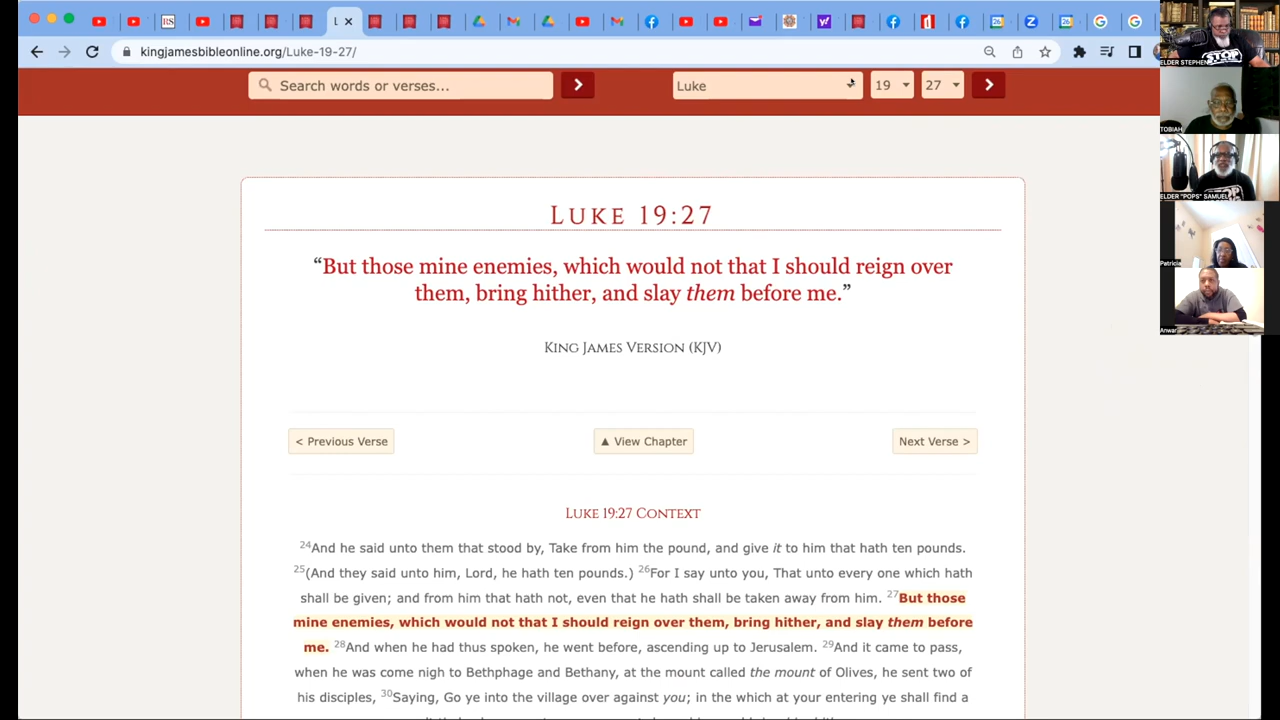 L
RS
26
Z
26
kingjamesbibleonline.org/Luke-19-27/
Search words or verses...
Luke
19
27
ELDER STEPHEN
TOBIAH
ELDER "POPS" SAMUEL
Patricia
Anwar
LUKE 19:27
“But those mine enemies, which would not that I should reign over
them, bring hither, and slay them before me.”
KING JAMES VERSION (KJV)
< Previous Verse
▲ View Chapter
Next Verse >
LUKE 19:27 CONTEXT
24And he said unto them that stood by, Take from him the pound, and give it to him that hath ten pounds.
25(And they said unto him, Lord, he hath ten pounds.) 26For I say unto you, That unto every one which hath
shall be given; and from him that hath not, even that he hath shall be taken away from him. 27But those
mine enemies, which would not that I should reign over them, bring hither, and slay them before
me. 28And when he had thus spoken, he went before, ascending up to Jerusalem. 29And it came to pass,
when he was come nigh to Bethphage and Bethany, at the mount called the mount of Olives, he sent two of
his disciples, 30Saying, Go ye into the village over against you; in the which at your entering ye shall find a